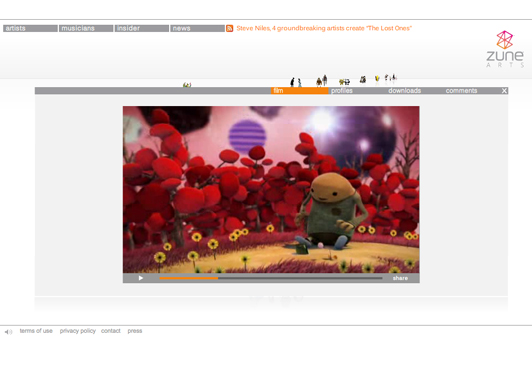 artists
musicians
insider
news
Steve Niles, 4 groundbreaking artists create "The Lost Ones"
zune
ARTS
film
profiles
downloads
comments
X
share
terms of use
privacy policy
contact
press